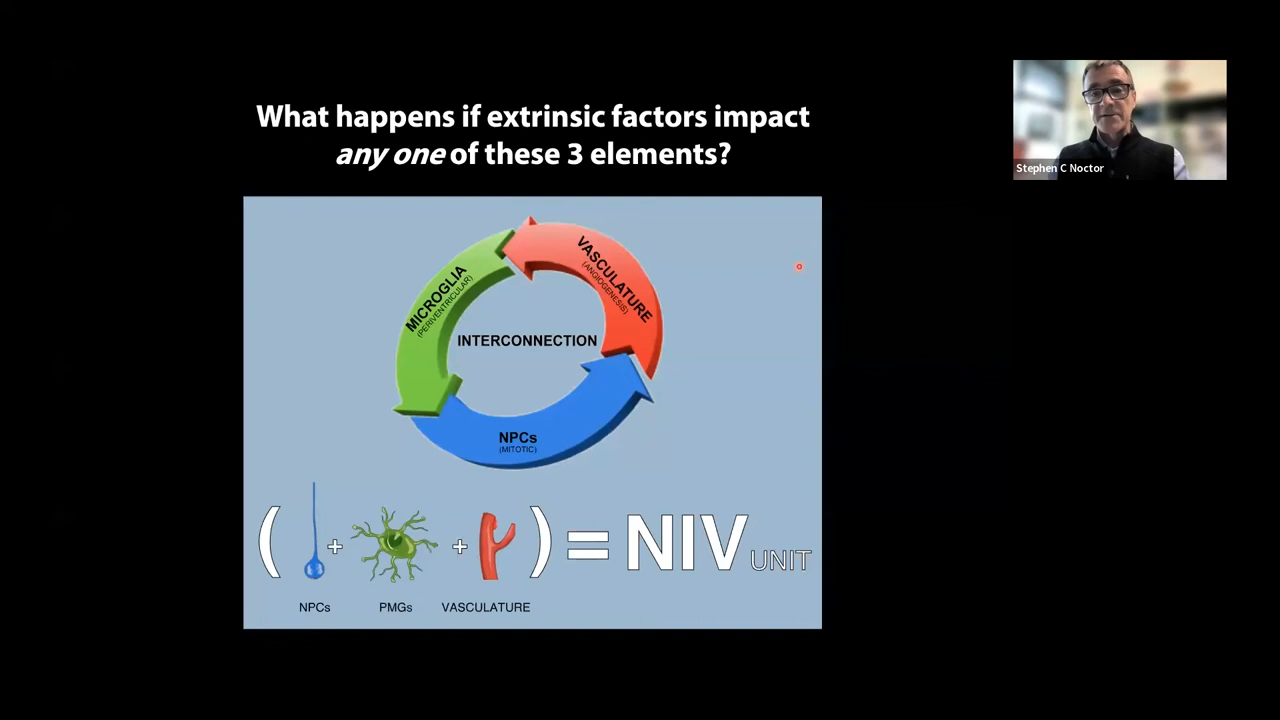 What happens if extrinsic factors impact
any one of these 3 elements?
Stephen C Noctor
VASCULATURE
(ANGIOGENESIS)
MICROGLIA
(PERIVENTRICULAR)
INTERCONNECTION
NPCs
(MITOTIC)
( + + ) = NIV UNIT
NPCs PMGs VASCULATURE